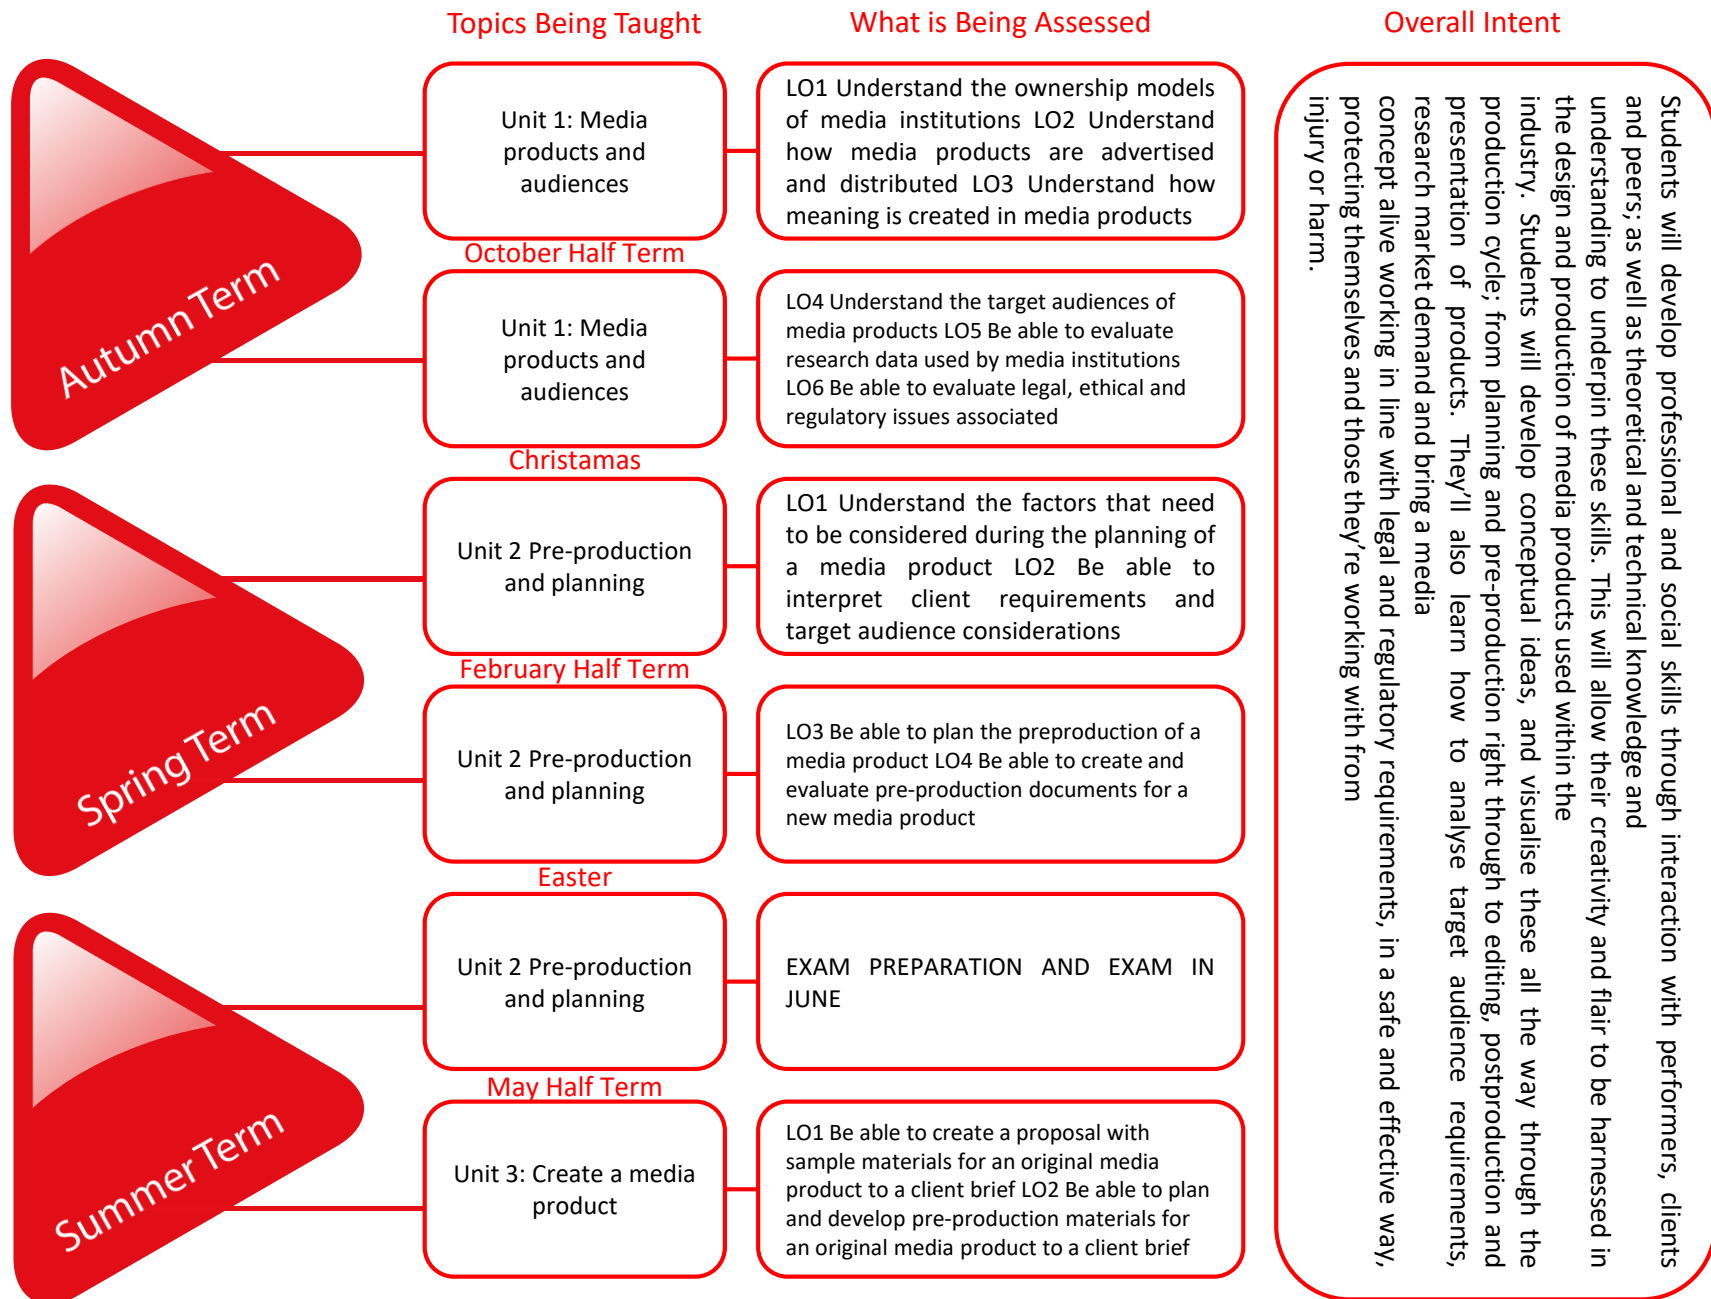 Topics Being Taught
What is Being Assessed
Overall Intent
Autumn Term
Unit 1: Media
products and
audiences
LO1 Understand the ownership models
of media institutions LO2 Understand
how media products are advertised
and distributed LO3 Understand how
meaning is created in media products
October Half Term
Unit 1: Media
products and
audiences
LO4 Understand the target audiences of
media products LO5 Be able to evaluate
research data used by media institutions
LO6 Be able to evaluate legal, ethical and
regulatory issues associated
Christamas
Spring Term
Unit 2 Pre-production
and planning
LO1 Understand the factors that need
to be considered during the planning of
a media product LO2 Be able to
interpret client requirements and
target audience considerations
February Half Term
Unit 2 Pre-production
and planning
LO3 Be able to plan the preproduction of a
media product LO4 Be able to create and
evaluate pre-production documents for a
new media product
Easter
Summer Term
Unit 2 Pre-production
and planning
EXAM PREPARATION AND EXAM IN
JUNE
May Half Term
Unit 3: Create a media
product
LO1 Be able to create a proposal with
sample materials for an original media
product to a client brief LO2 Be able to plan
and develop pre-production materials for
an original media product to a client brief
Students will develop professional and social skills through interaction with performers, clients
and peers; as well as theoretical and technical knowledge and
understanding to underpin these skills. This will allow their creativity and flair to be harnessed in
the design and production of media products used within the
industry. Students will develop conceptual ideas, and visualise these all the way through the
production cycle; from planning and pre-production right through to editing, postproduction and
presentation of products. They'll also learn how to analyse target audience requirements,
research market demand and bring a media
concept alive working in line with legal and regulatory requirements, in a safe and effective way,
protecting themselves and those they're working with from
injury or harm.